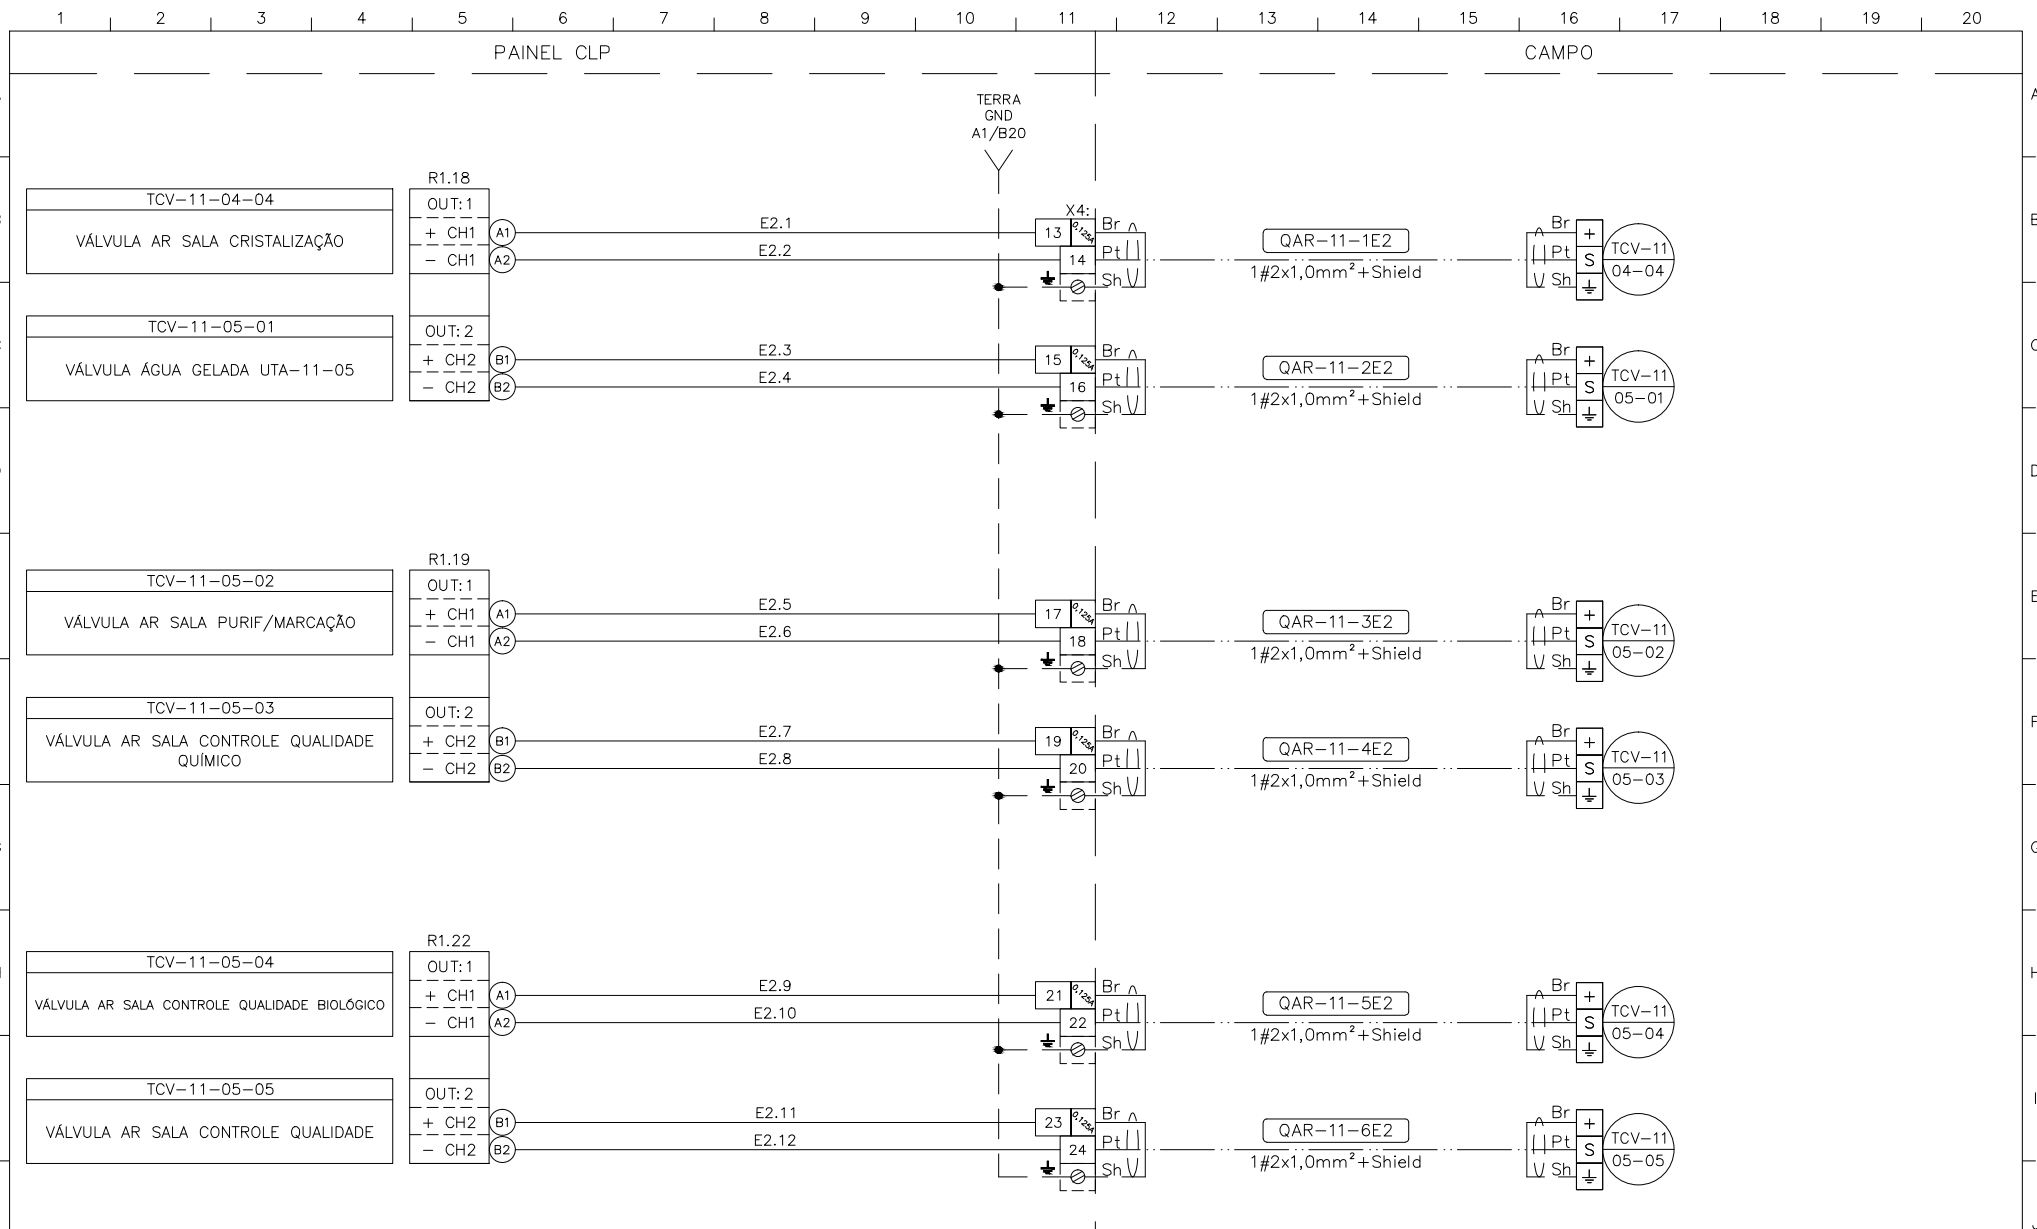 1 2 3 4 5 6 7 8 9 10 11 12 13 14 15 16 17 18 19 20
PAINEL CLP
CAMPO
TERRA
GND
A1/B20
A
TCV-11-04-04
VÁLVULA AR SALA CRISTALIZAÇÃO
R1.18
OUT:1
+ CH1 A1
- CH1 A2
E2.1
E2.2
X4:
13 0,125A
14
Br
Pt
Sh
QAR-11-1E2
1#2x1,0mm²+Shield
Br +
Pt S
Sh
TCV-11
04-04
TCV-11-05-01
VÁLVULA ÁGUA GELADA UTA-11-05
OUT:2
+ CH2 B1
- CH2 B2
E2.3
E2.4
15 0,125A
16
Br
Pt
Sh
QAR-11-2E2
1#2x1,0mm²+Shield
Br +
Pt S
Sh
TCV-11
05-01
D
TCV-11-05-02
VÁLVULA AR SALA PURIF/MARCAÇÃO
R1.19
OUT:1
+ CH1 A1
- CH1 A2
E2.5
E2.6
17 0,125A
18
Br
Pt
Sh
QAR-11-3E2
1#2x1,0mm²+Shield
Br +
Pt S
Sh
TCV-11
05-02
E
TCV-11-05-03
VÁLVULA AR SALA CONTROLE QUALIDADE
QUÍMICO
OUT:2
+ CH2 B1
- CH2 B2
E2.7
E2.8
19 0,125A
20
Br
Pt
Sh
QAR-11-4E2
1#2x1,0mm²+Shield
Br +
Pt S
Sh
TCV-11
05-03
F
G
TCV-11-05-04
VÁLVULA AR SALA CONTROLE QUALIDADE BIOLÓGICO
R1.22
OUT:1
+ CH1 A1
- CH1 A2
E2.9
E2.10
21 0,125A
22
Br
Pt
Sh
QAR-11-5E2
1#2x1,0mm²+Shield
Br +
Pt S
Sh
TCV-11
05-04
H
TCV-11-05-05
VÁLVULA AR SALA CONTROLE QUALIDADE
OUT:2
+ CH2 B1
- CH2 B2
E2.11
E2.12
23 0,125A
24
Br
Pt
Sh
QAR-11-6E2
1#2x1,0mm²+Shield
Br +
Pt S
Sh
TCV-11
05-05